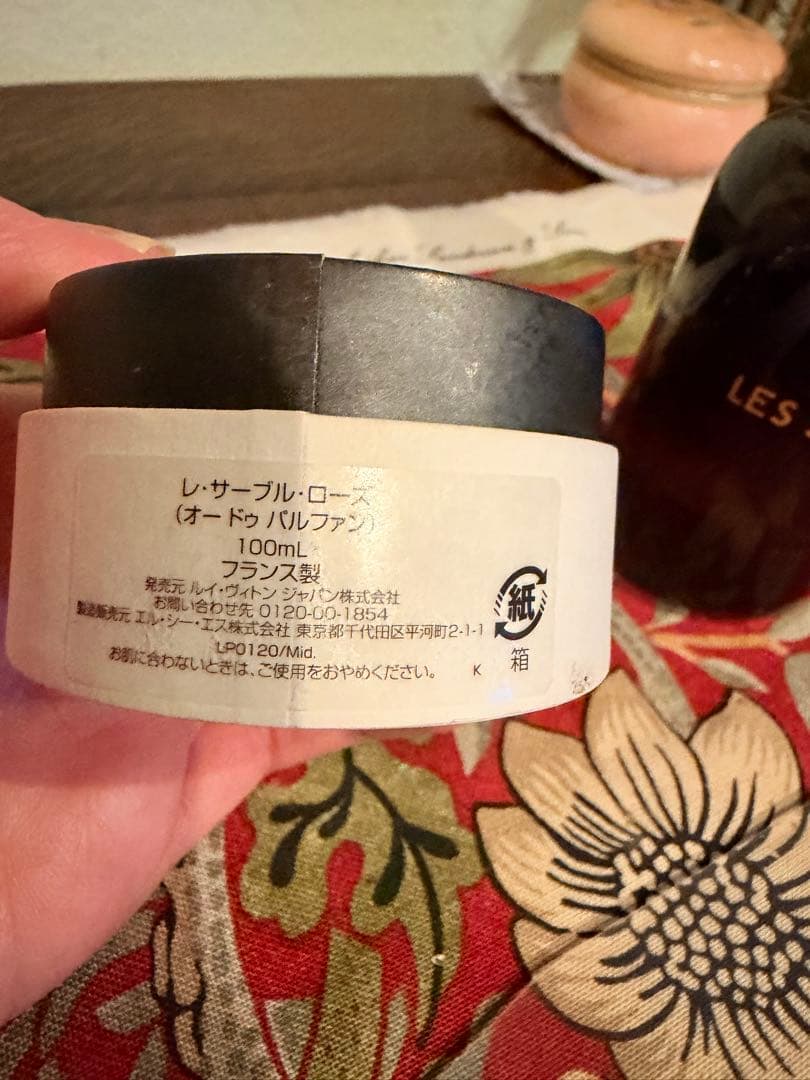 レ・サーブル・ローズ
(オー ドゥ パルファン)
100mL
フランス製
発売元 ルイ・ヴィトン ジャパン株式会社
お問い合わせ先 0120-00-1854
製造販売元 エル・シー・エス株式会社 東京都千代田区平河町2-1-1
LP0120/Mid.
お肌に合わないときは、ご使用をおやめください。 K
紙
箱
LES